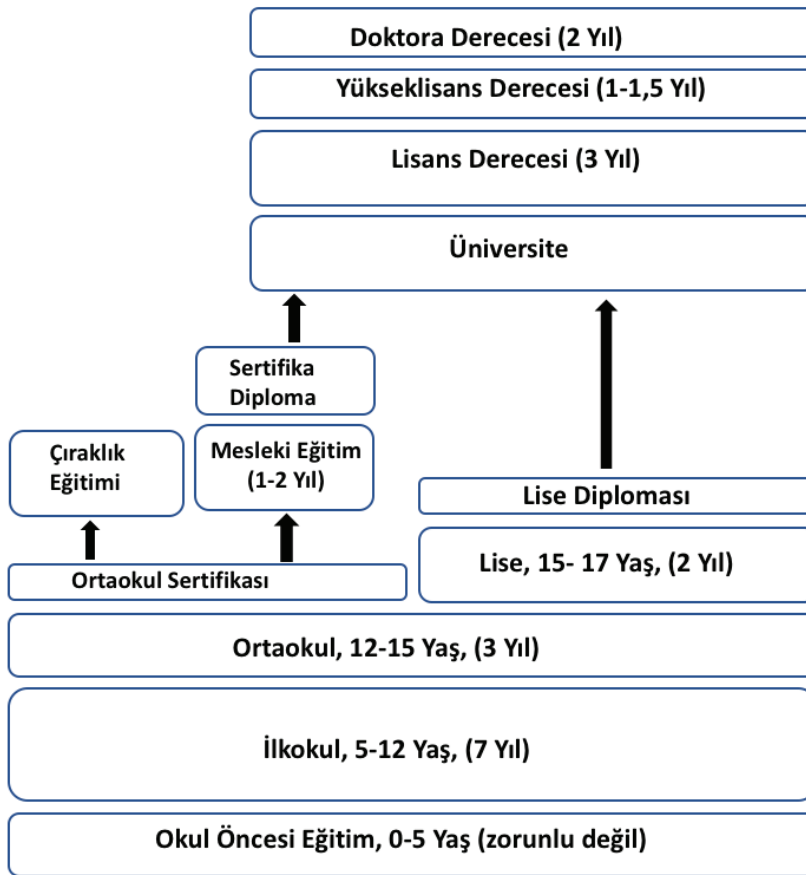 Doktora Derecesi (2 Yıl)
Yükseklisans Derecesi (1-1,5 Yıl)
Lisans Derecesi (3 Yıl)
Üniversite
Sertifika
Diploma
Çıraklık
Eğitimi
Mesleki Eğitim
(1-2 Yıl)
Lise Diploması
Lise, 15- 17 Yaş, (2 Yıl)
Ortaokul Sertifikası
Ortaokul, 12-15 Yaş, (3 Yıl)
İlkokul, 5-12 Yaş, (7 Yıl)
Okul Öncesi Eğitim, 0-5 Yaş (zorunlu değil)